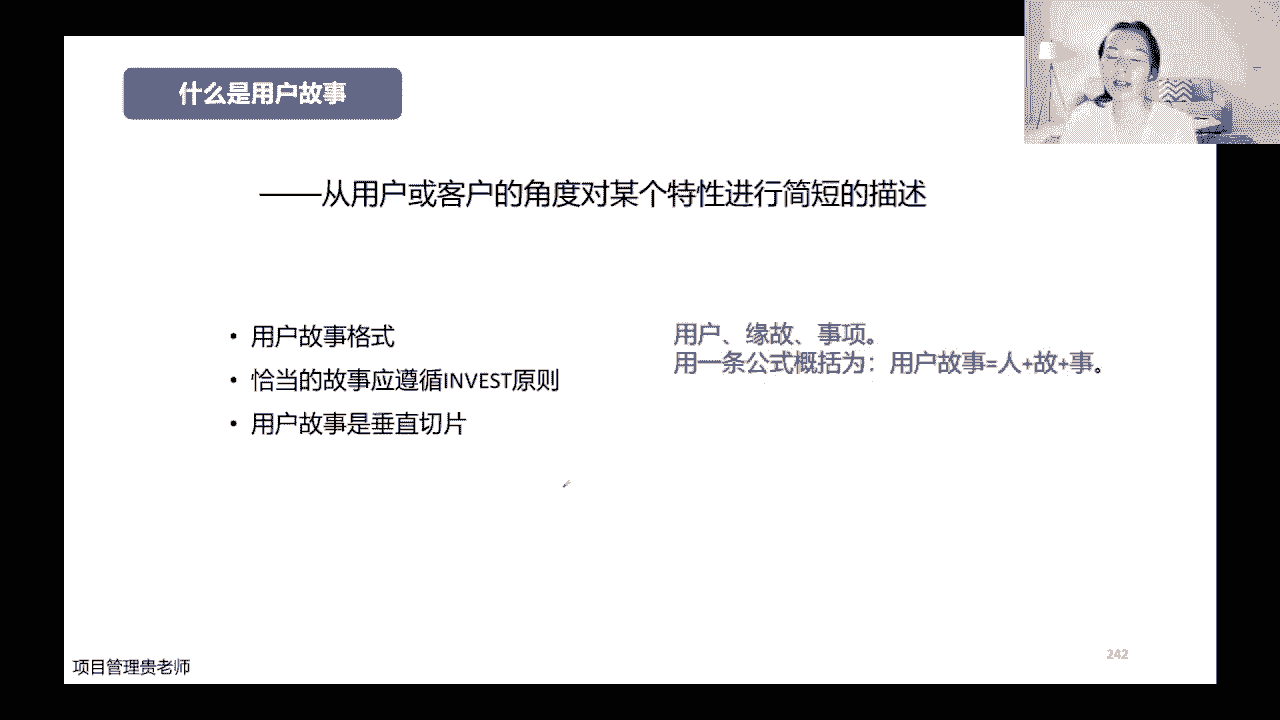 什么是用户故事
——从用户或客户的角度对某个特性进行简短的描述
• 用户故事格式
• 恰当的故事应遵循INVEST原则
• 用户故事是垂直切片
用户、缘故、事项。
用一条公式概括为：用户故事=人+故+事。
242
项目管理贵老师